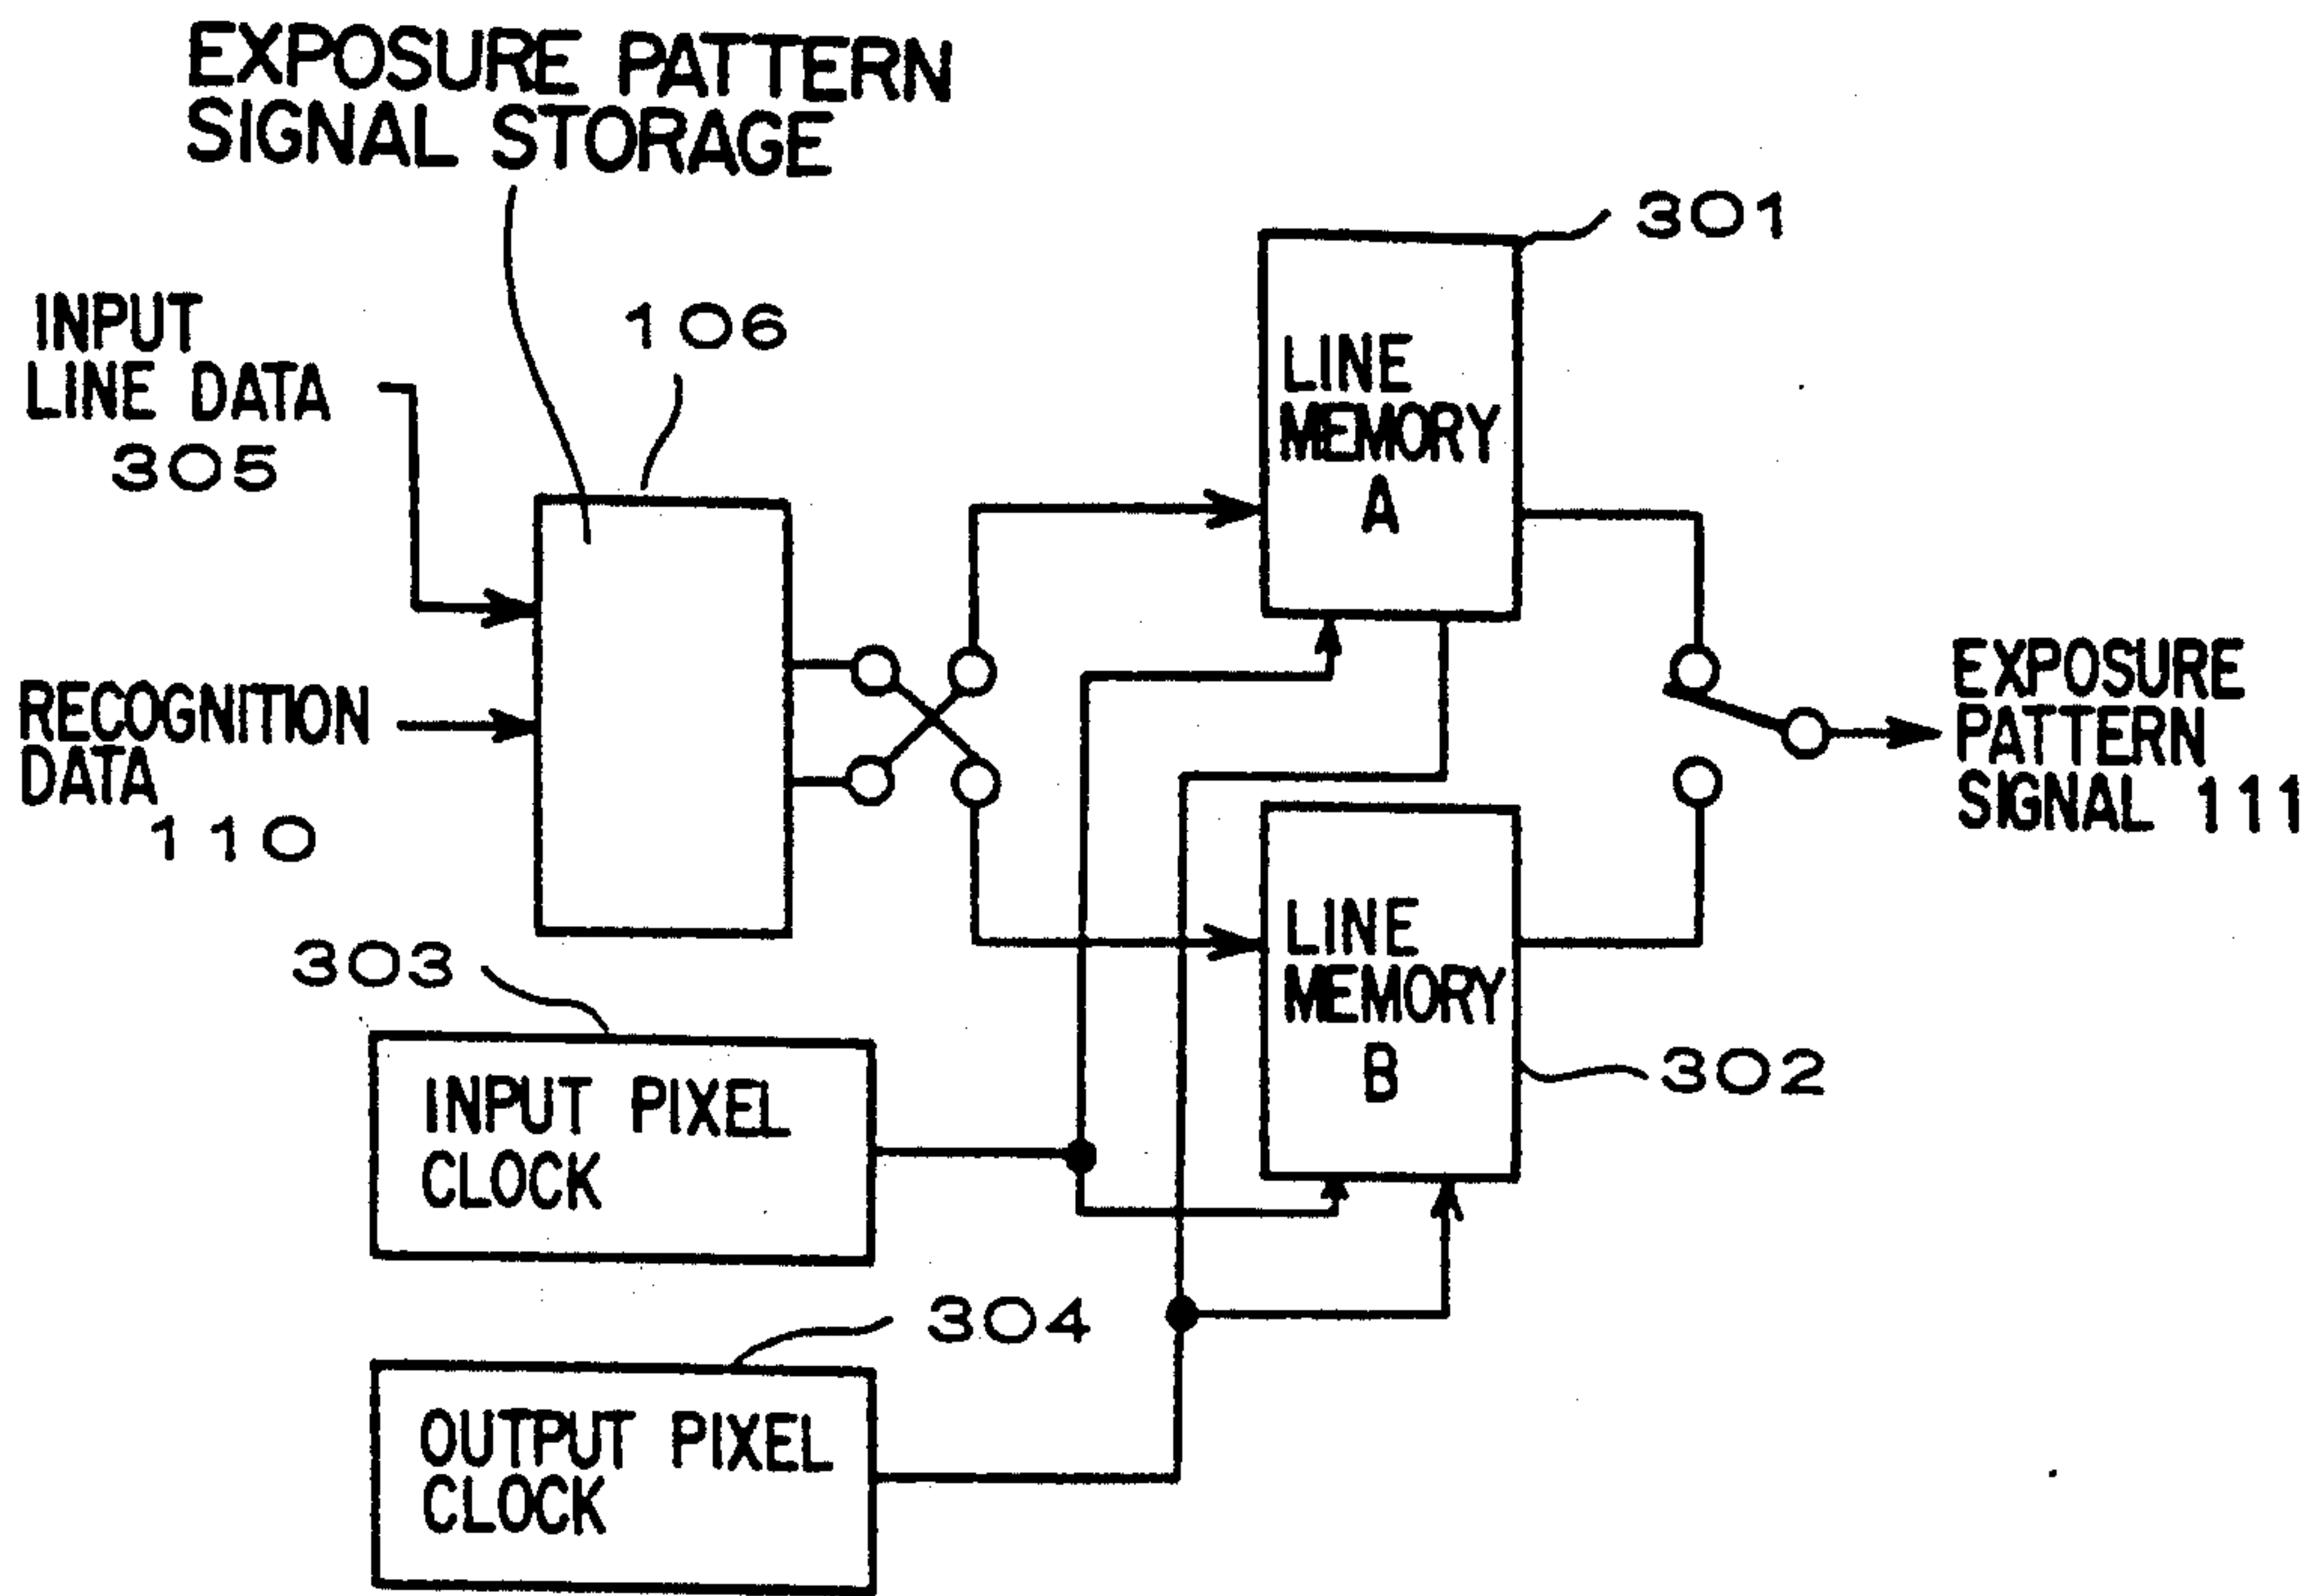 EXPOSURE PATTERN
SIGNAL STORAGE
301
INPUT
LINE DATA
305
106
LINE
MEMORY
A
RECOGNITION
DATA
110
EXPOSURE
PATTERN
SIGNAL 111
303
LINE
MEMORY
B
302
INPUT PIXEL
CLOCK
304
OUTPUT PIXEL
CLOCK